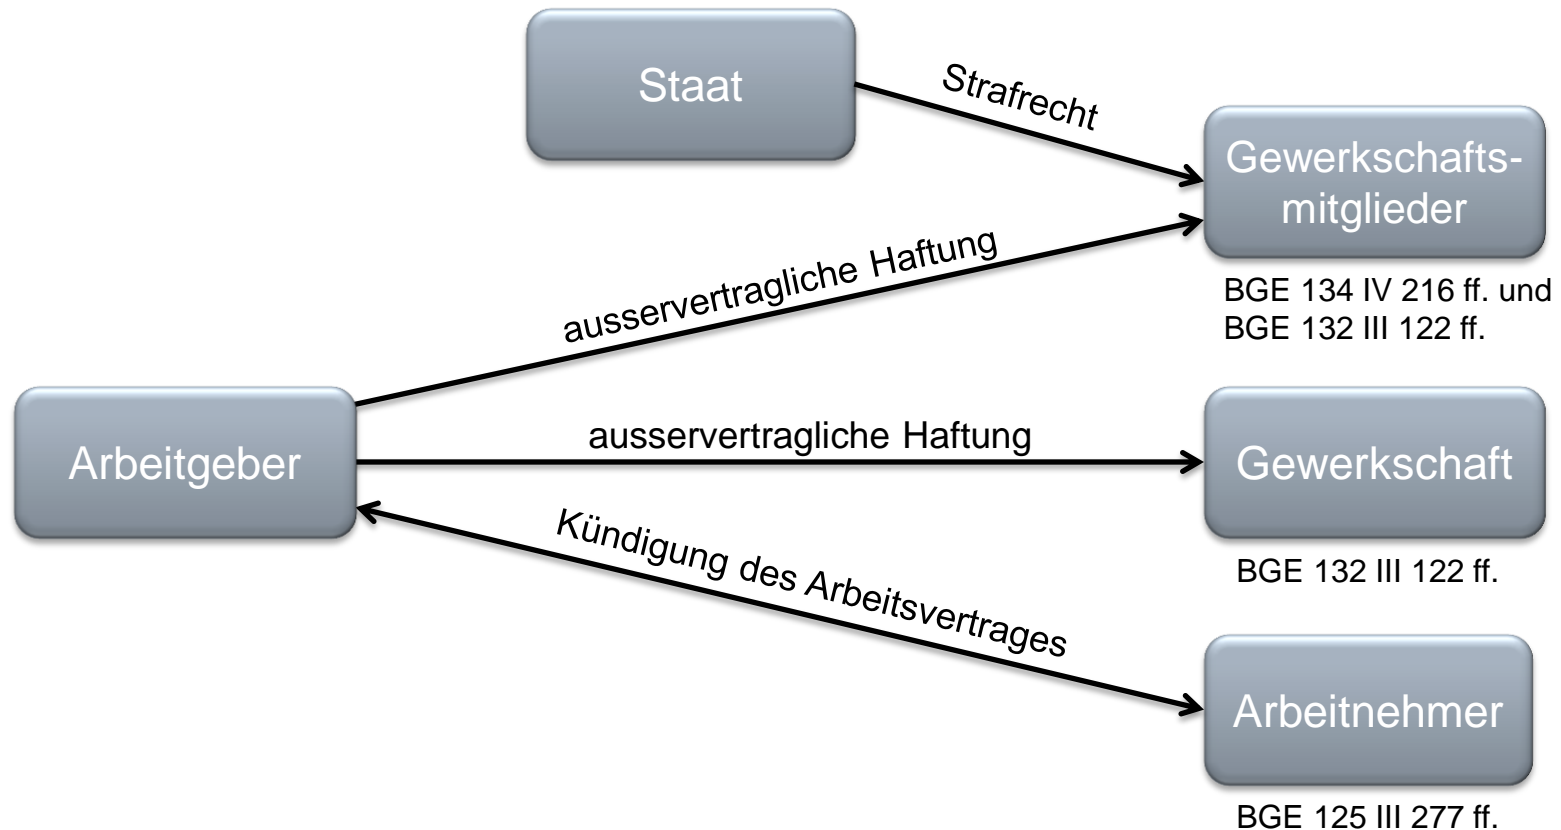 Staat
Strafrecht
Gewerkschafts-
mitglieder
ausservertragliche Haftung
BGE 134 IV 216 ff. und
BGE 132 III 122 ff.
Arbeitgeber
ausservertragliche Haftung
Gewerkschaft
Kündigung des Arbeitsvertrages
BGE 132 III 122 ff.
Arbeitnehmer
BGE 125 III 277 ff.